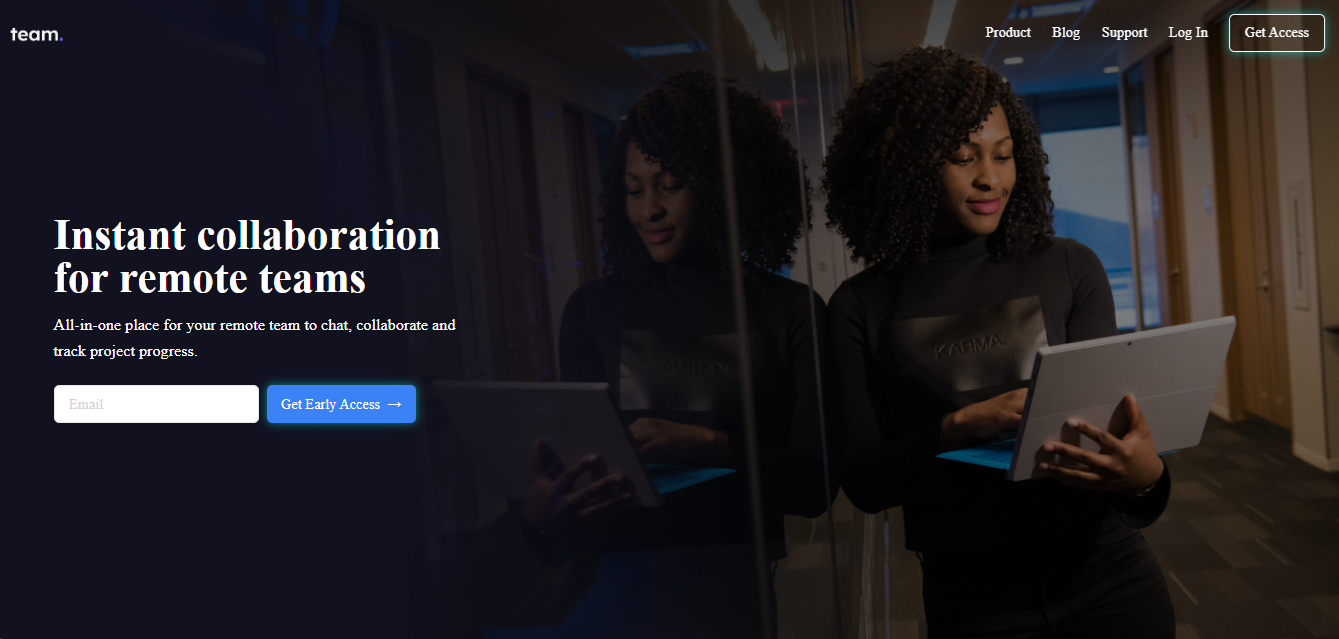 team.
Product Blog Support Log In Get Access
Instant collaboration
for remote teams
All-in-one place for your remote team to chat, collaborate and
track project progress.
Email Get Early Access →
KARMA.